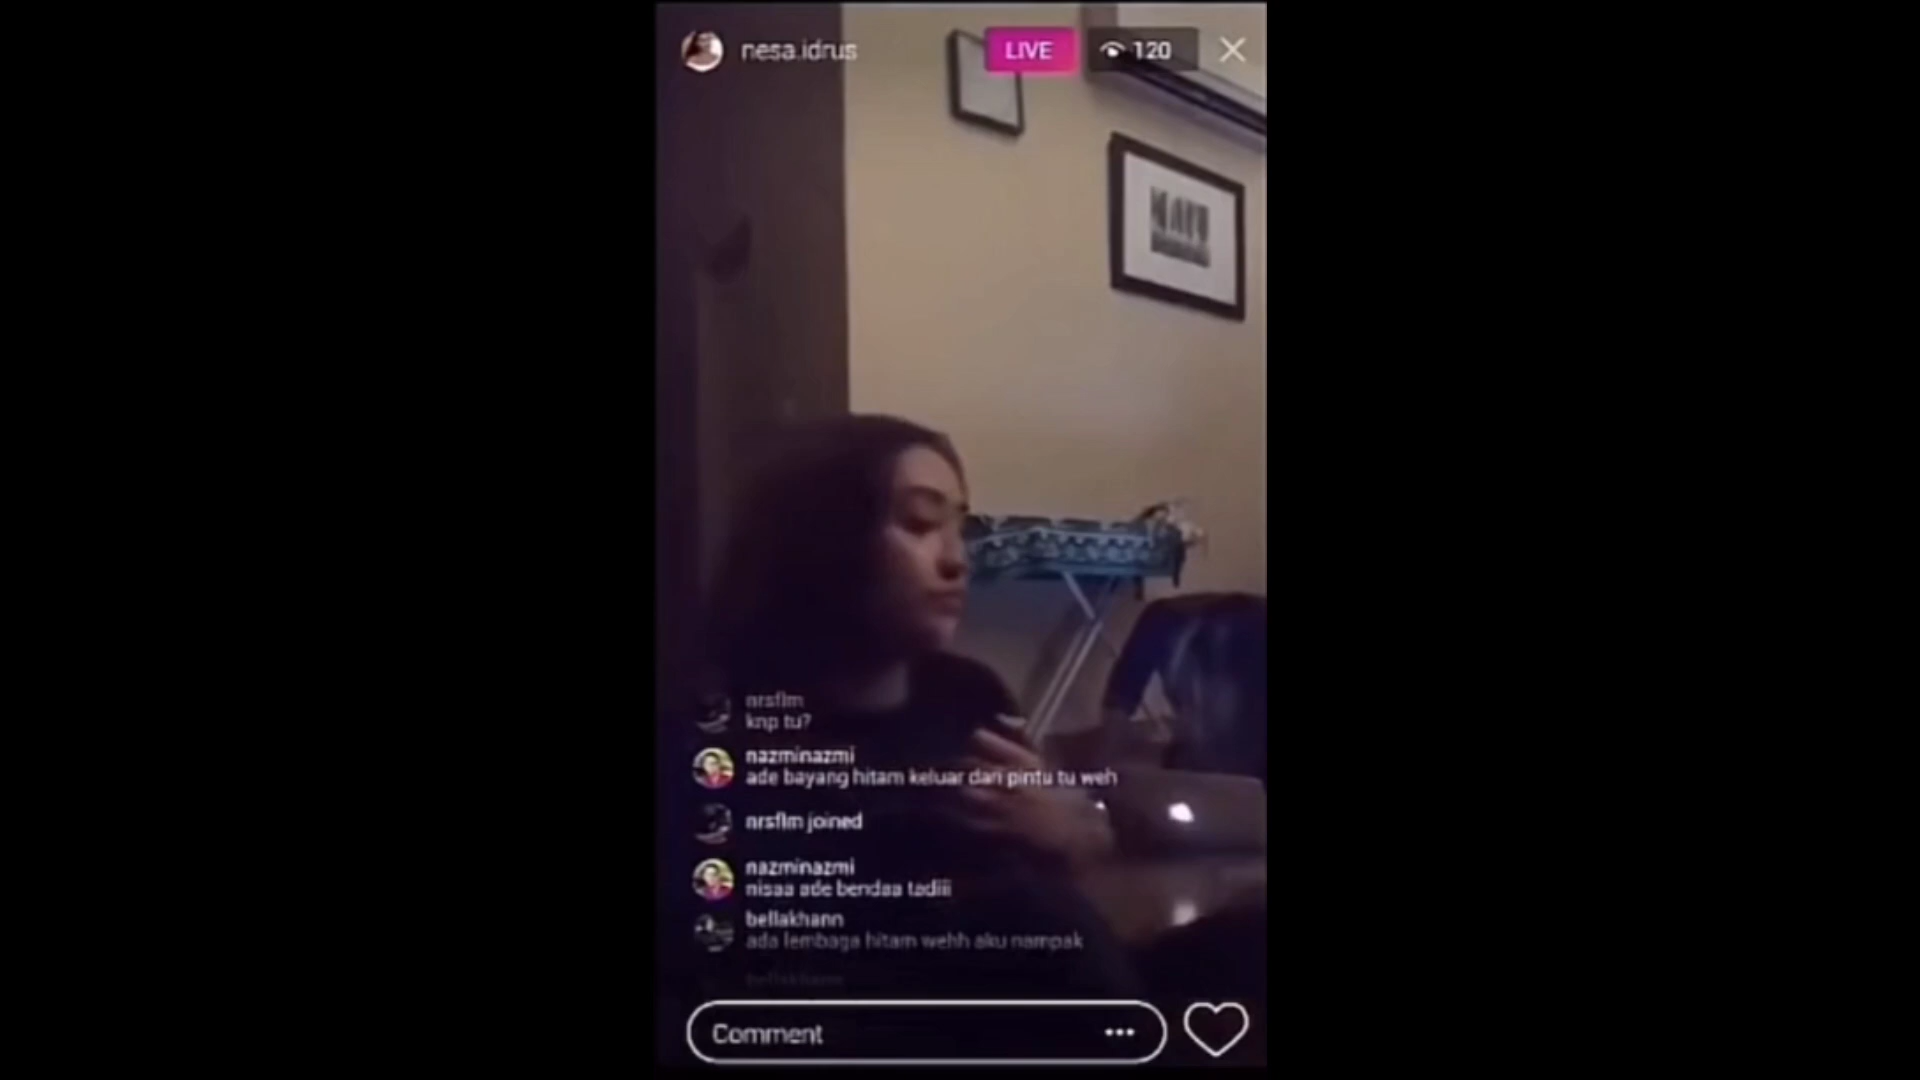 nesa.idrus
LIVE
120
nrsflm
knp tu?
nazminazmi
ade bayang hitam keluar dari pintu tu weh
nrsflm joined
nazminazmi
nisaa ade bendaa tadiii
bellakhann
ada lembaga hitam wehh aku nampak
bellakhann
Comment